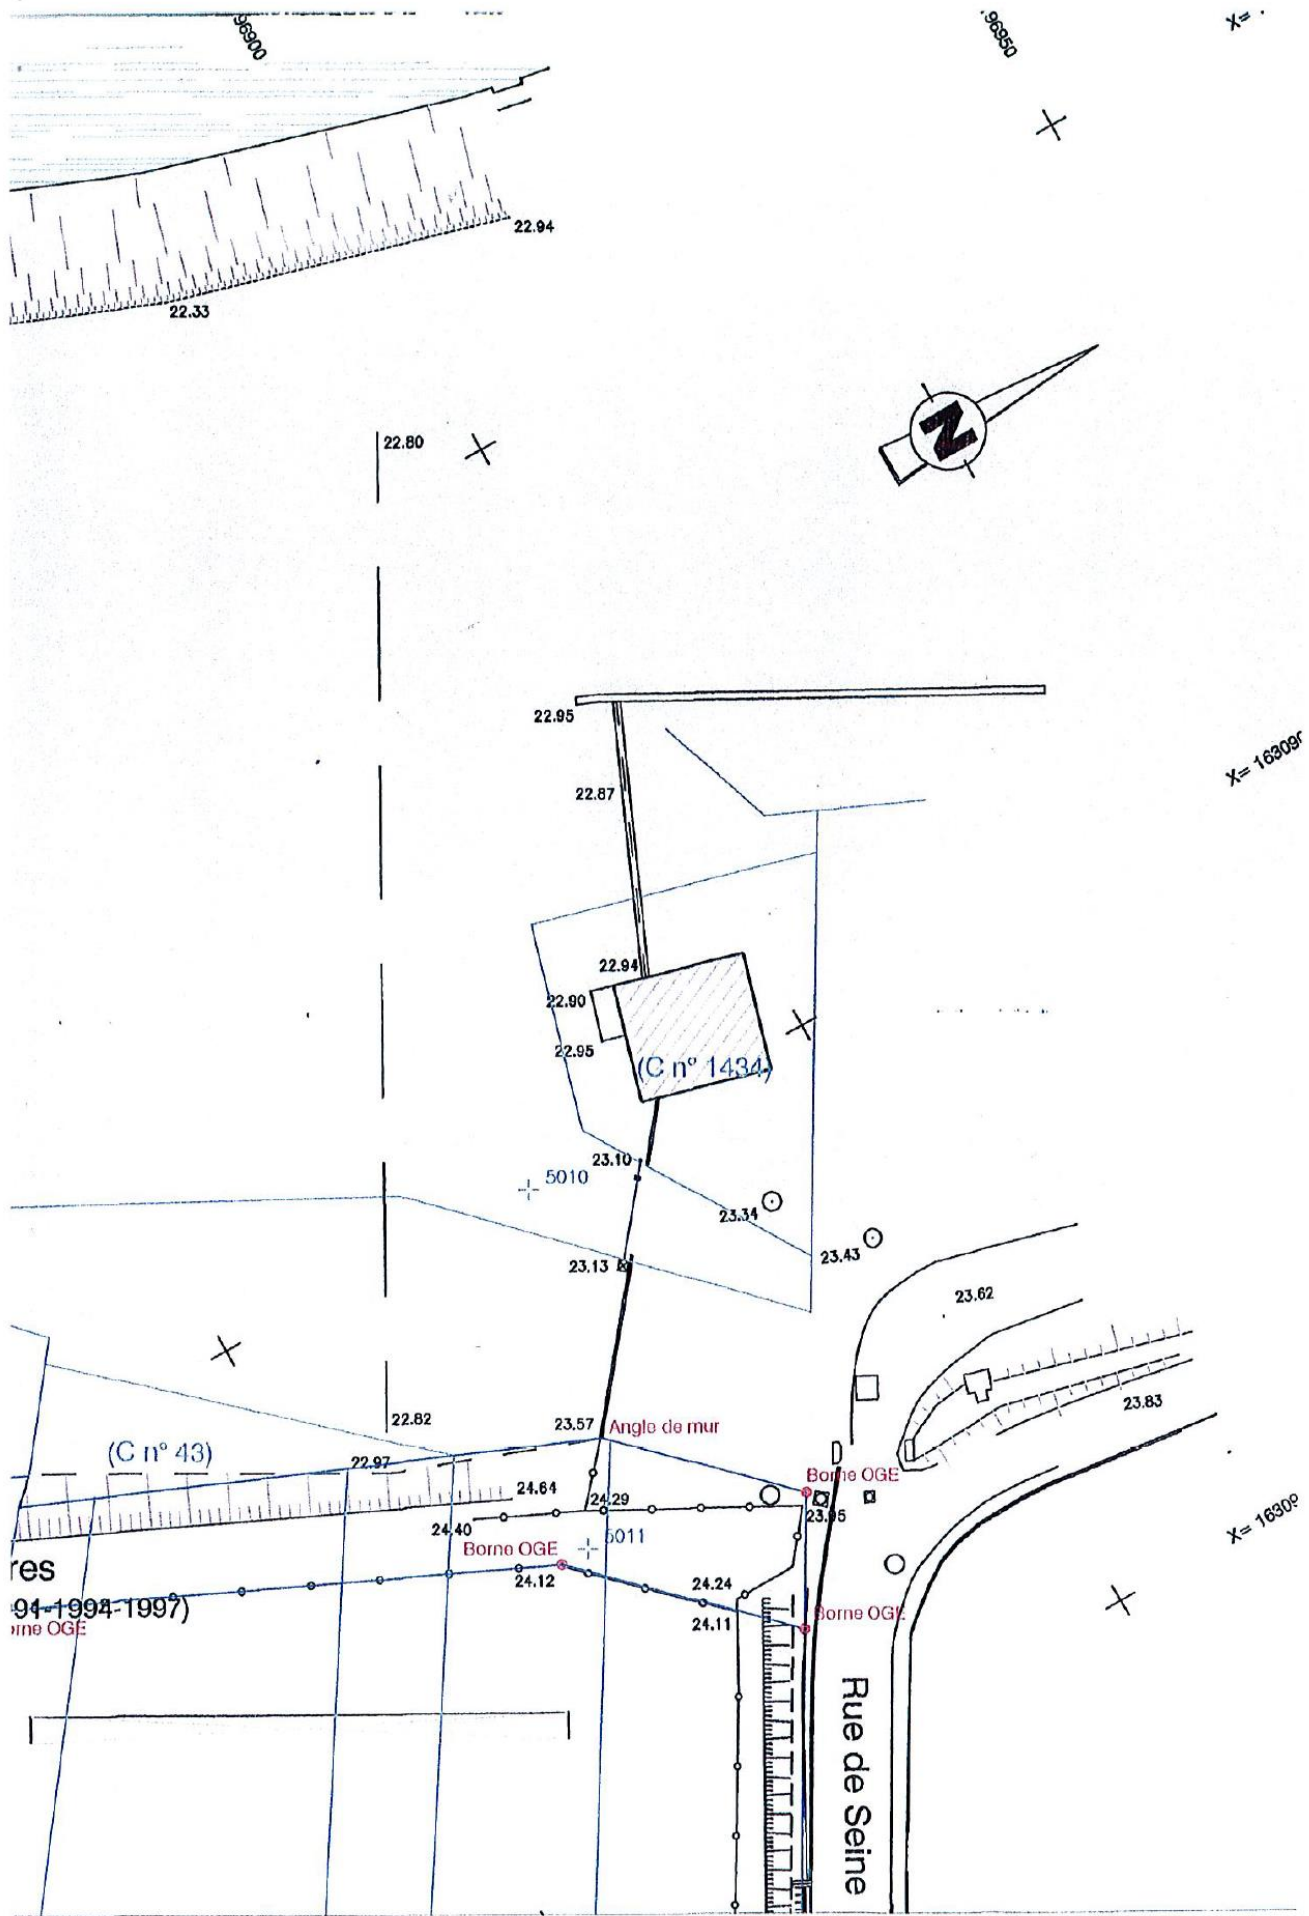 96900
96950
X=
22.94
22.33
N
22.80
X= 16309
22.95
22.87
22.94
22.90
22.95
(C n° 1434)
23.10
5010
23.34
23.43
23.13
23.62
23.83
22.82
23.57
Angle de mur
(C n° 43)
22.97
Borne OGE
24.64
24.29
23.95
X= 16309
24.40
5011
Borne OGE
res
24.12
24.24
91-1994-1997)
24.11
Borne OGE
orne OGE
Rue de Seine